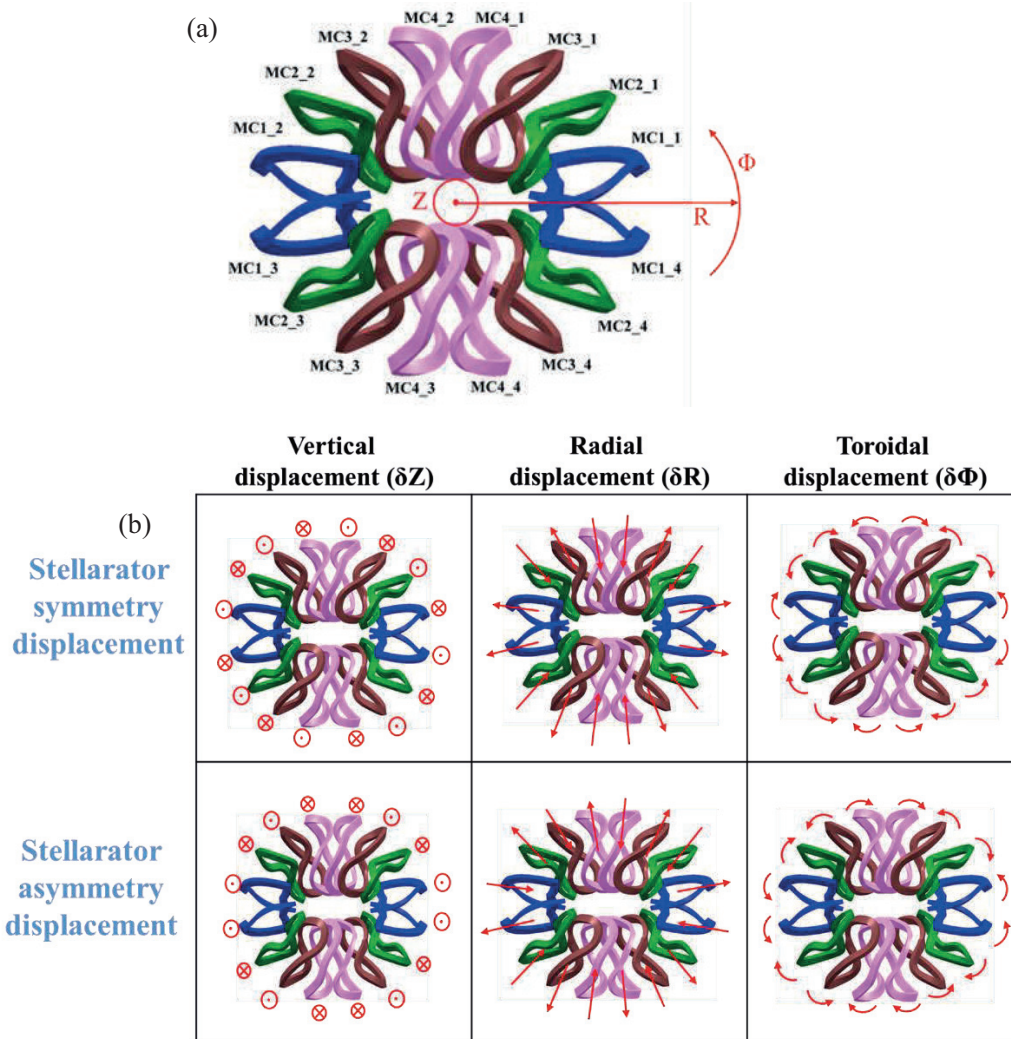 (a)
MC4_2 MC4_1
MC3_2 MC3_1
MC2_2 MC2_1
MC1_2 MC1_1
Φ
Z
R
MC1_3 MC1_4
MC2_3 MC2_4
MC3_3 MC3_4
MC4_3 MC4_4
Vertical
displacement (δZ)
Radial
displacement (δR)
Toroidal
displacement (δΦ)
(b)
Stellarator
symmetry
displacement
Stellarator
asymmetry
displacement